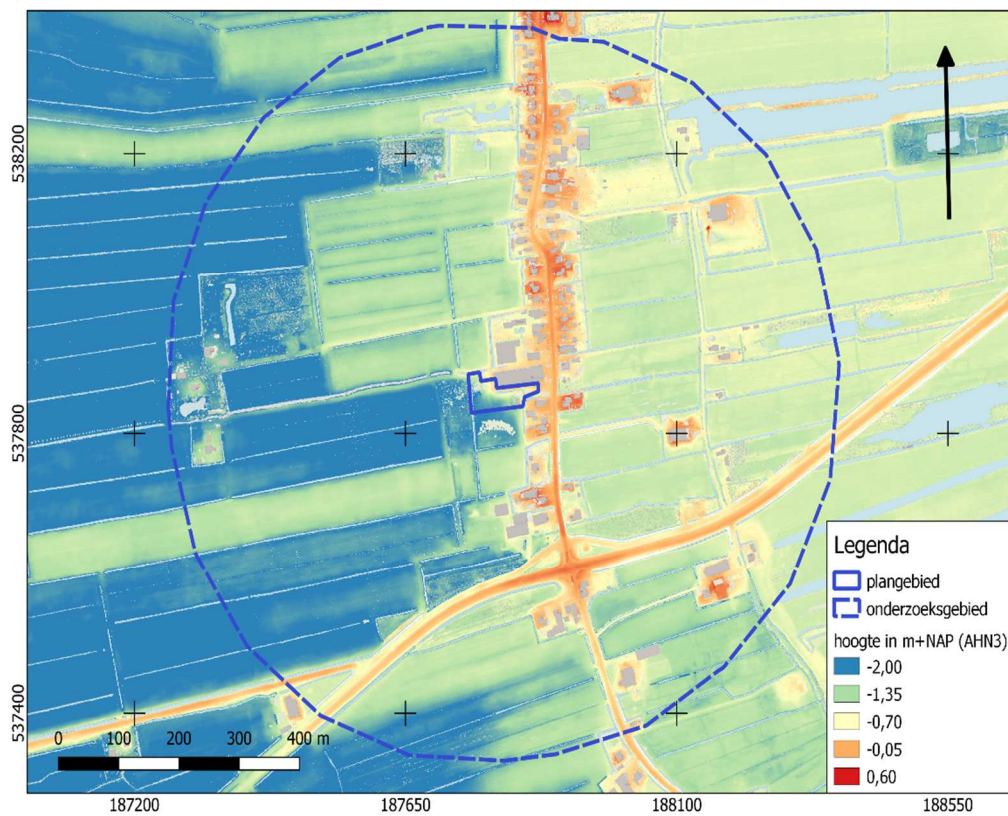 538200
537800
537400
0 100 200 300 400 m
187200 187650 188100 188550
Legenda
plangebied
onderzoeksgebied
hoogte in m+NAP (AHN3)
-2,00
-1,35
-0,70
-0,05
0,60